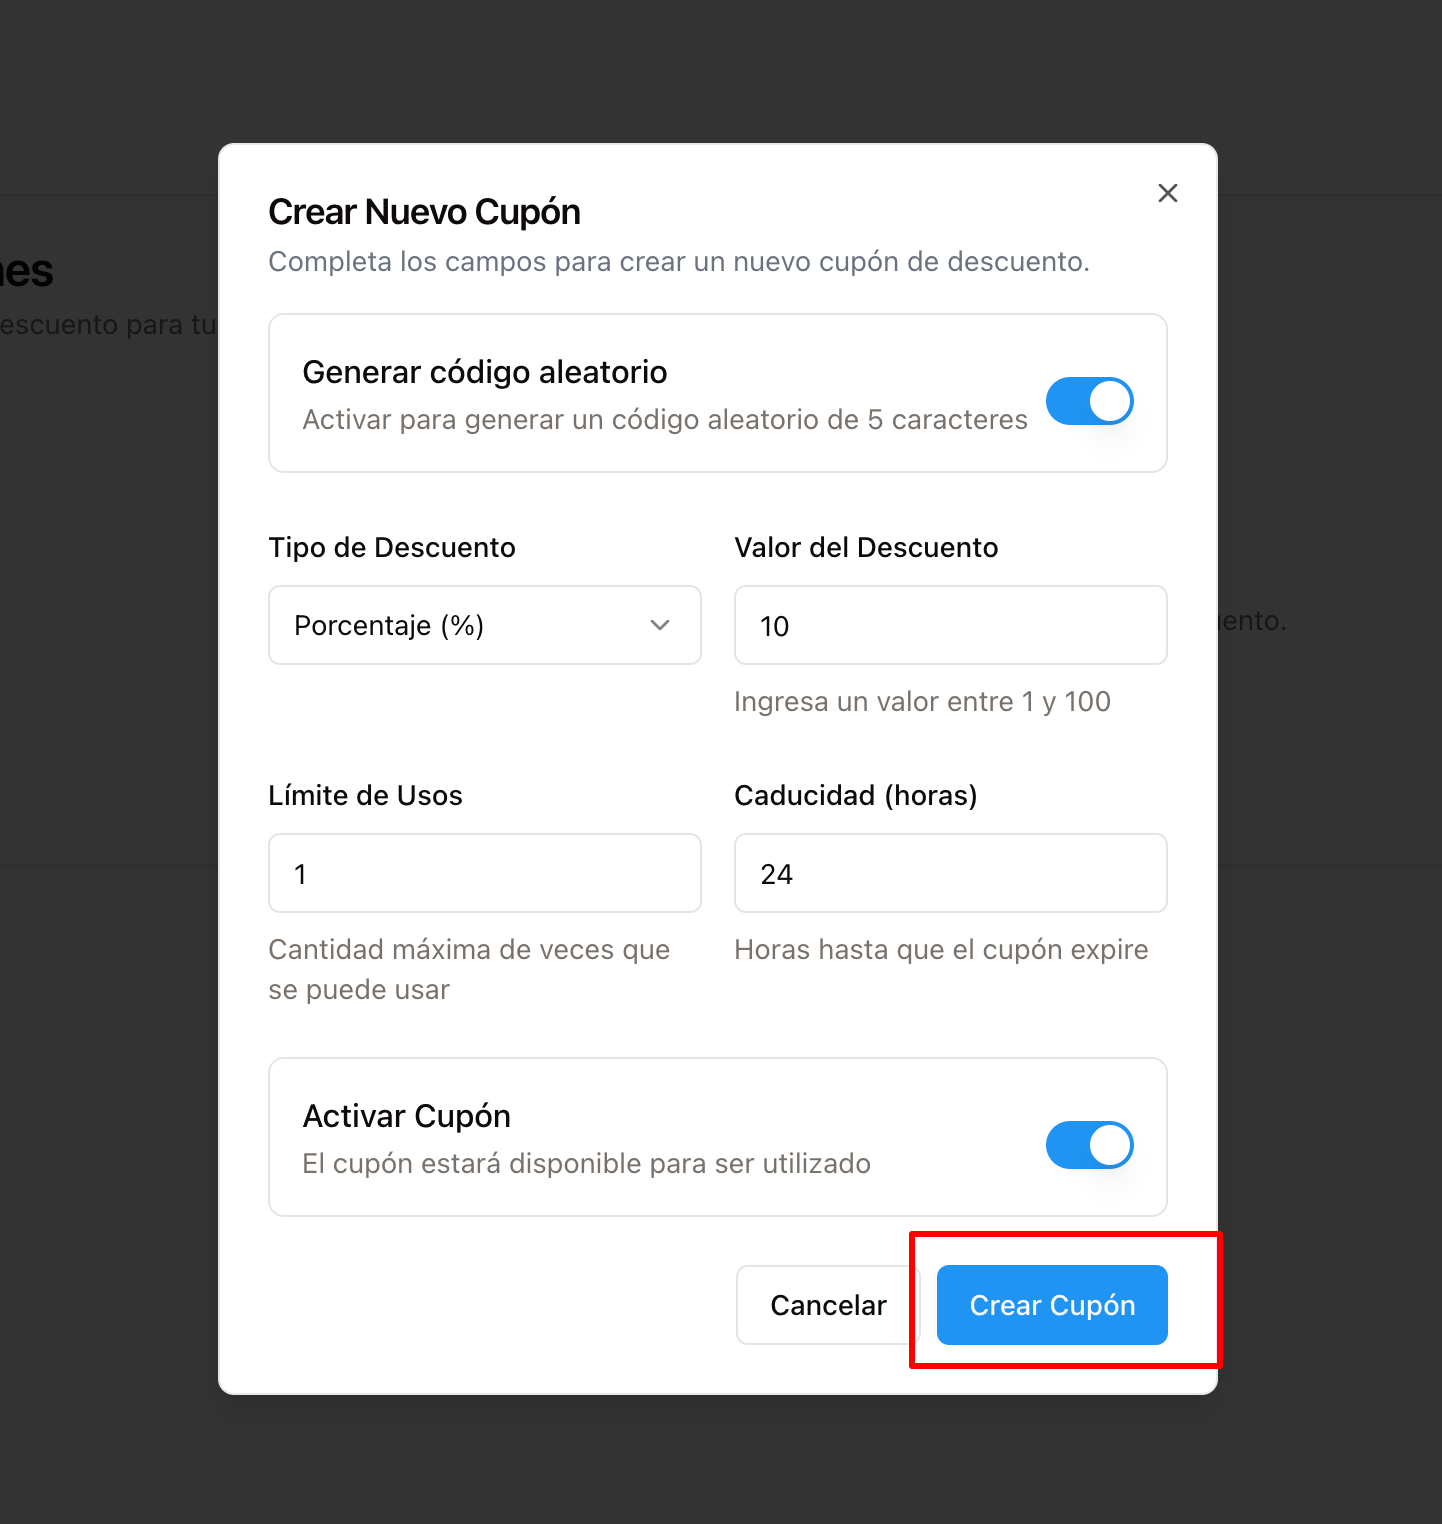 Crear Nuevo Cupón
Completa los campos para crear un nuevo cupón de descuento.
escuento para tu
Generar código aleatorio
Activar para generar un código aleatorio de 5 caracteres
Tipo de Descuento
Valor del Descuento
Porcentaje (%)
10
Ingresa un valor entre 1 y 100
Límite de Usos
Caducidad (horas)
1
24
Cantidad máxima de veces que
se puede usar
Horas hasta que el cupón expire
Activar Cupón
El cupón estará disponible para ser utilizado
Cancelar
Crear Cupón